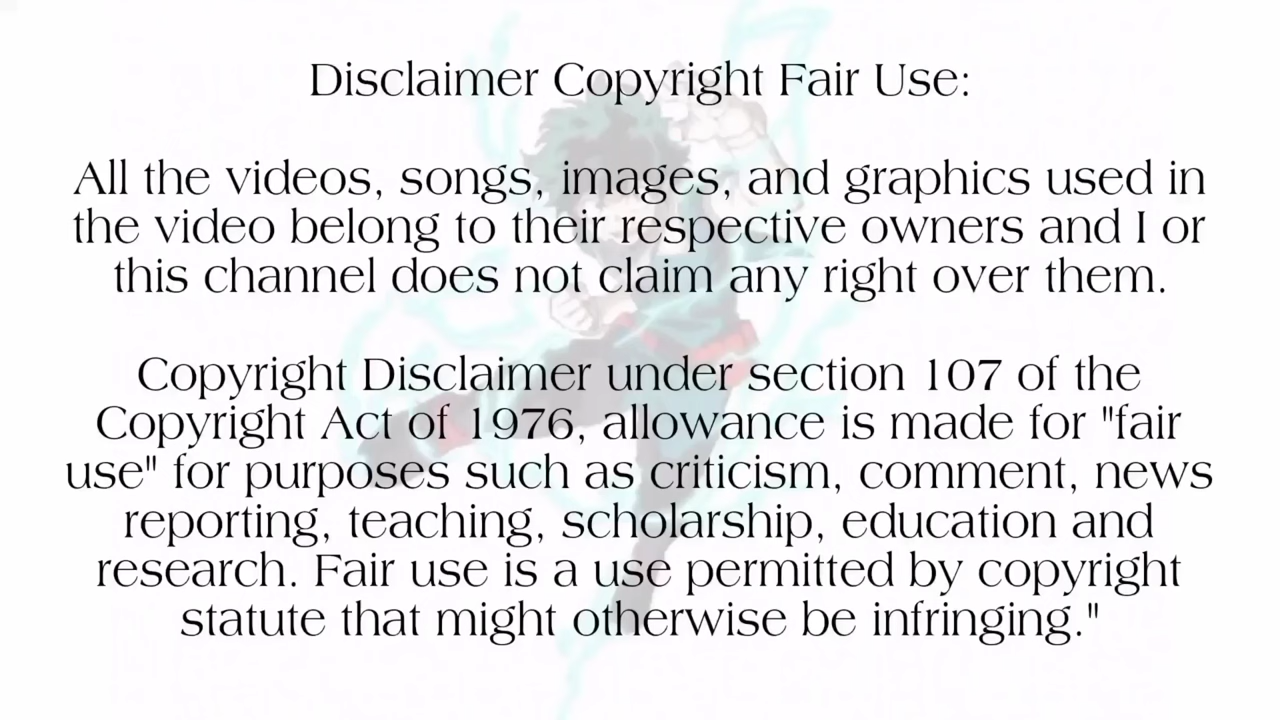 Disclaimer Copyright Fair Use:
All the videos, songs, images, and graphics used in
the video belong to their respective owners and I or
this channel does not claim any right over them.
Copyright Disclaimer under section 107 of the
Copyright Act of 1976, allowance is made for "fair
use" for purposes such as criticism, comment, news
reporting, teaching, scholarship, education and
research. Fair use is a use permitted by copyright
statute that might otherwise be infringing."